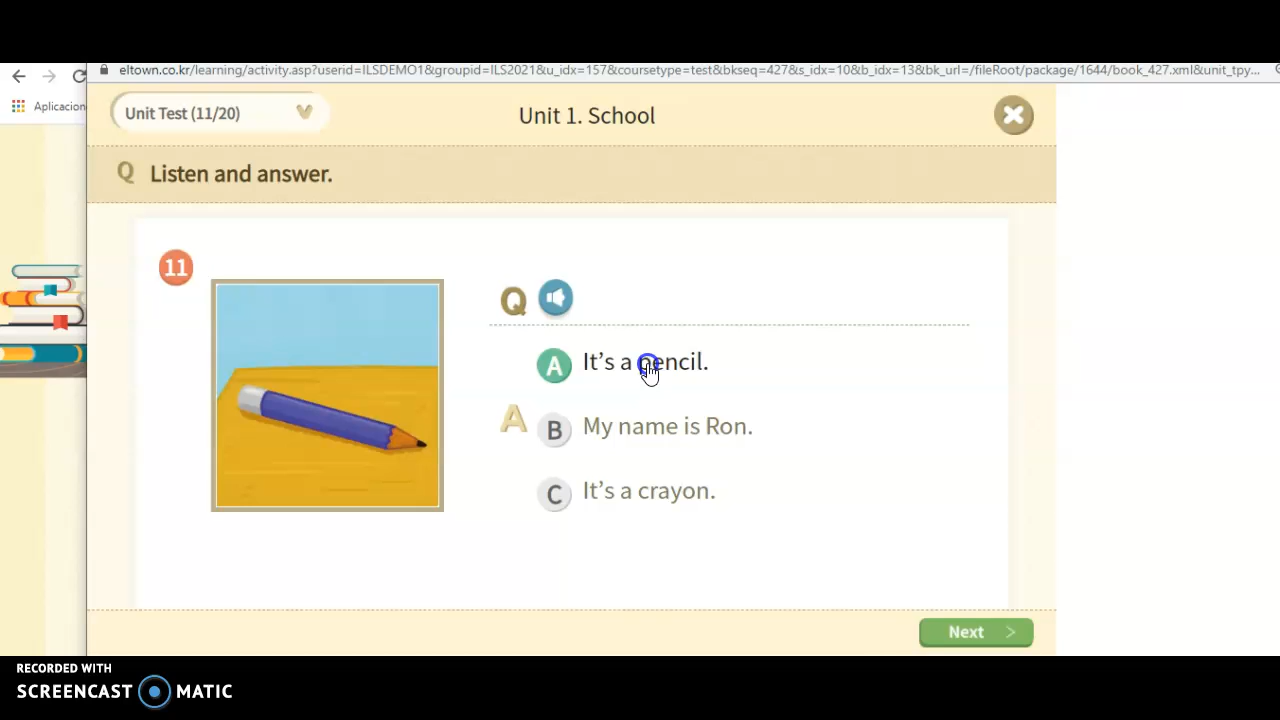 eltown.co.kr/learning/activity.asp?userid=ILSDEMO1&groupid=ILS2021&u_idx=157&coursetype=test&bkseq=427&s_idx=10&b_idx=13&bk_url=/fileRoot/package/1644/book_427.xml&unit_tpy...
Aplicacion
Unit Test (11/20)
Unit 1. School
Q Listen and answer.
11
Q
A It's a pencil.
A
B My name is Ron.
C It's a crayon.
Next >
RECORDED WITH
SCREENCAST MATIC